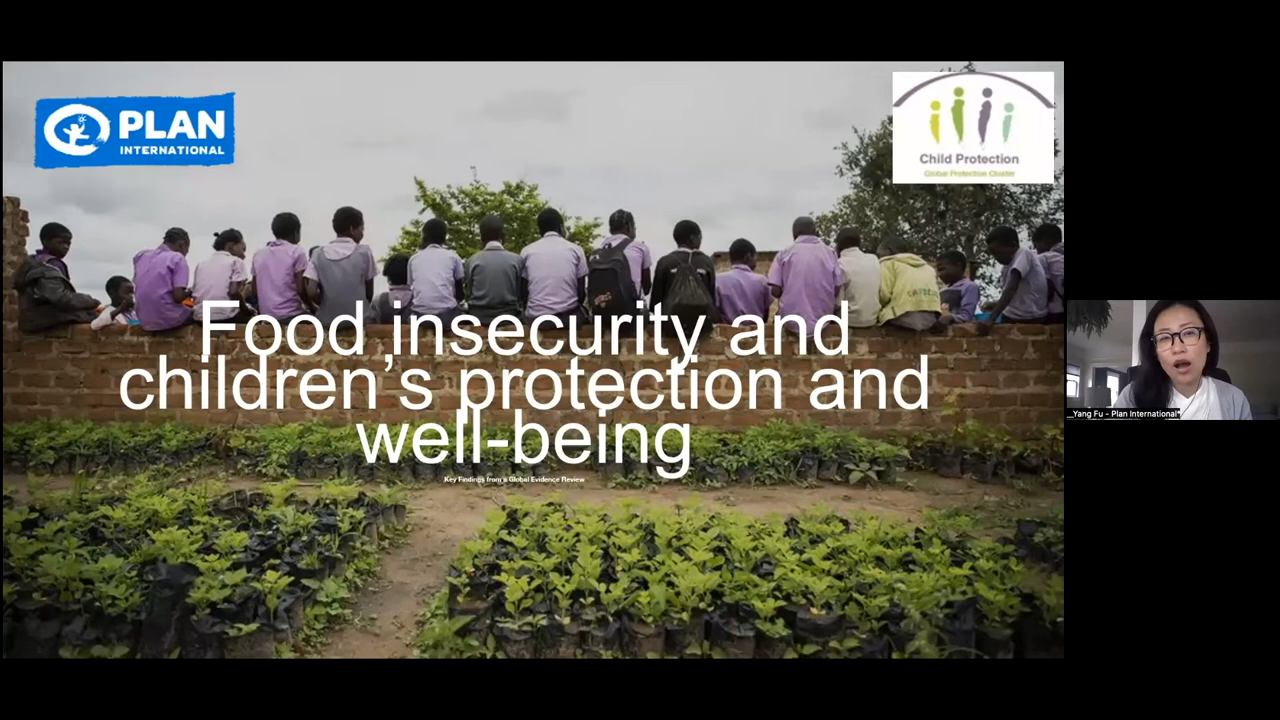 PLAN
INTERNATIONAL
Child Protection
Global Protection Cluster
Food insecurity and
children's protection and
well-being
Key Findings from a Global Evidence Review
_Yang Fu - Plan International